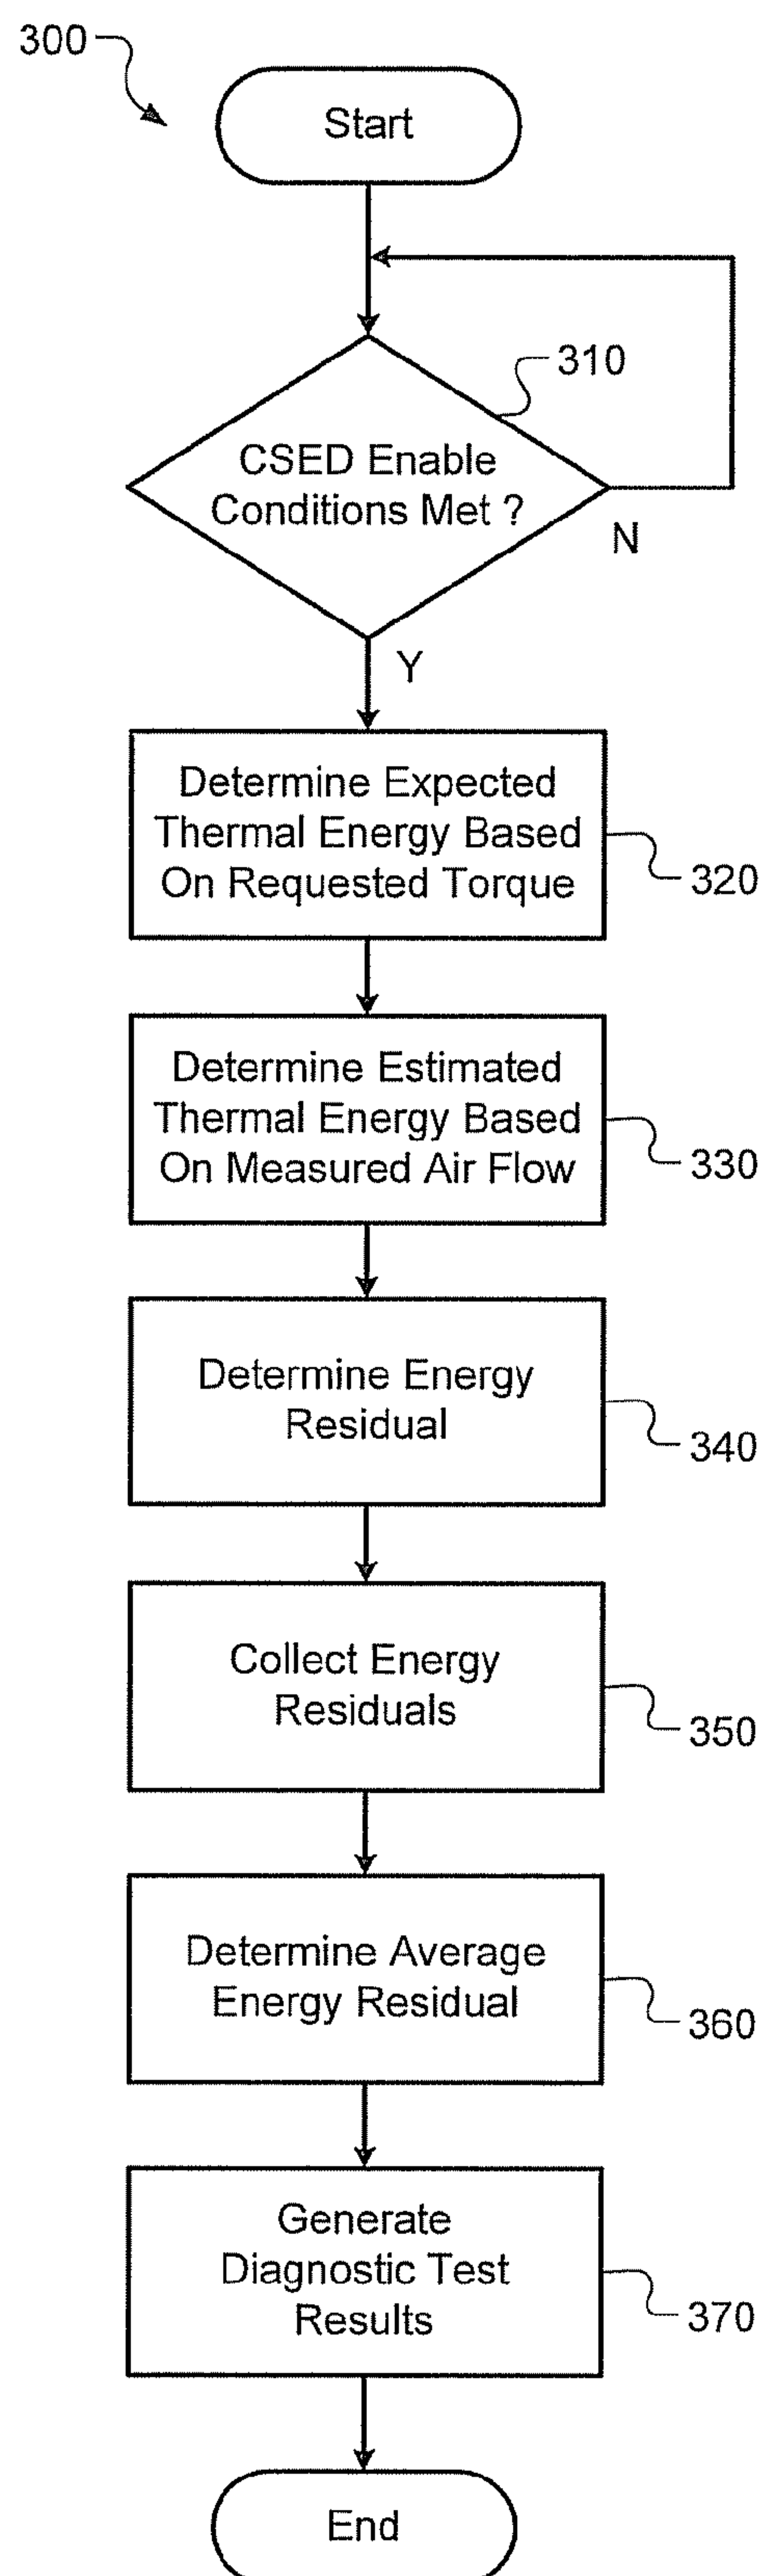 300
Start
310
CSED Enable
Conditions Met ?
N
Y
Determine Expected
Thermal Energy Based
On Requested Torque
320
Determine Estimated
Thermal Energy Based
On Measured Air Flow
330
Determine Energy
Residual
340
Collect Energy
Residuals
350
Determine Average
Energy Residual
360
Generate
Diagnostic Test
Results
370
End